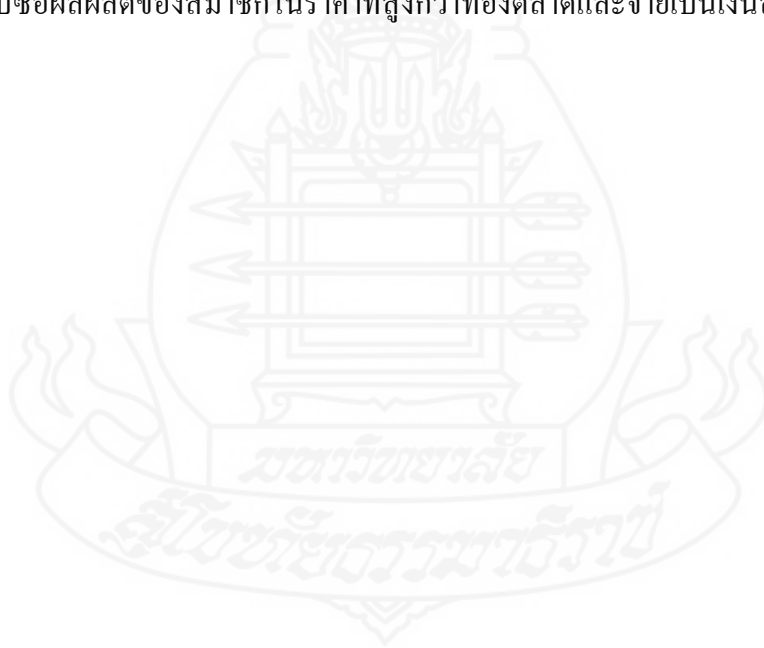 ซื้อผลผลิตของสมาชิกในราคาที่สูงกว่าท้องตลาดและจ่ายเป็นเงิน
มหาวิทยาลัย
สุโขทัยธรรมาธิราช